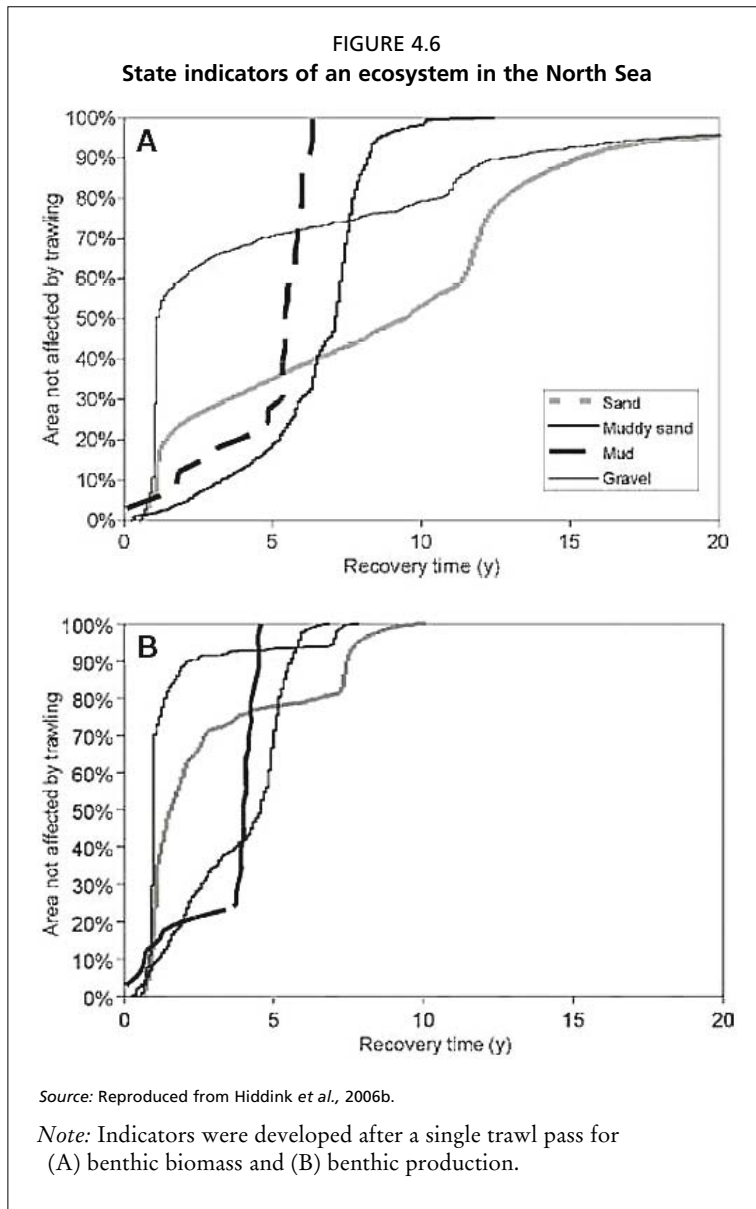 FIGURE 4.6
State indicators of an ecosystem in the North Sea
A
100%
90%
80%
70%
60%
50%
40%
30%
20%
10%
0%
Area not affected by trawling
Sand
Muddy sand
Mud
Gravel
0 5 10 15 20
Recovery time (y)
B
100%
90%
80%
70%
60%
50%
40%
30%
20%
10%
0%
Area not affected by trawling
0 5 10 15 20
Recovery time (y)
Source: Reproduced from Hiddink et al., 2006b.
Note: Indicators were developed after a single trawl pass for
(A) benthic biomass and (B) benthic production.